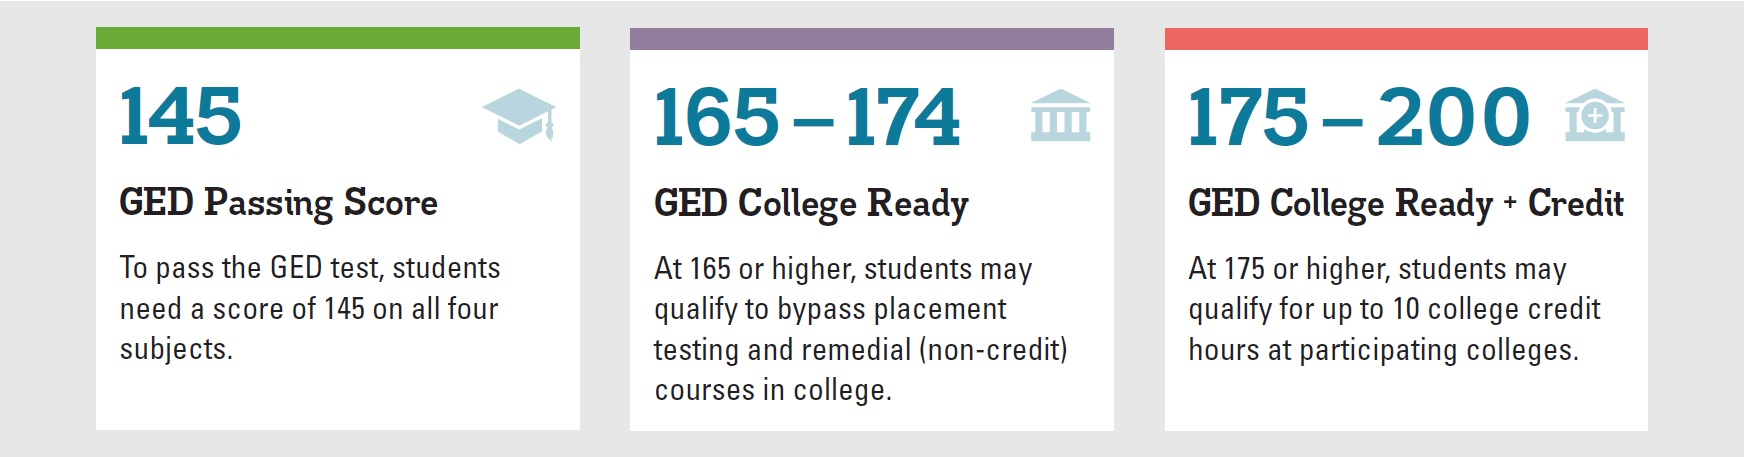 145
GED Passing Score
To pass the GED test, students
need a score of 145 on all four
subjects.
165 – 174
GED College Ready
At 165 or higher, students may
qualify to bypass placement
testing and remedial (non-credit)
courses in college.
175 – 200
GED College Ready + Credit
At 175 or higher, students may
qualify for up to 10 college credit
hours at participating colleges.